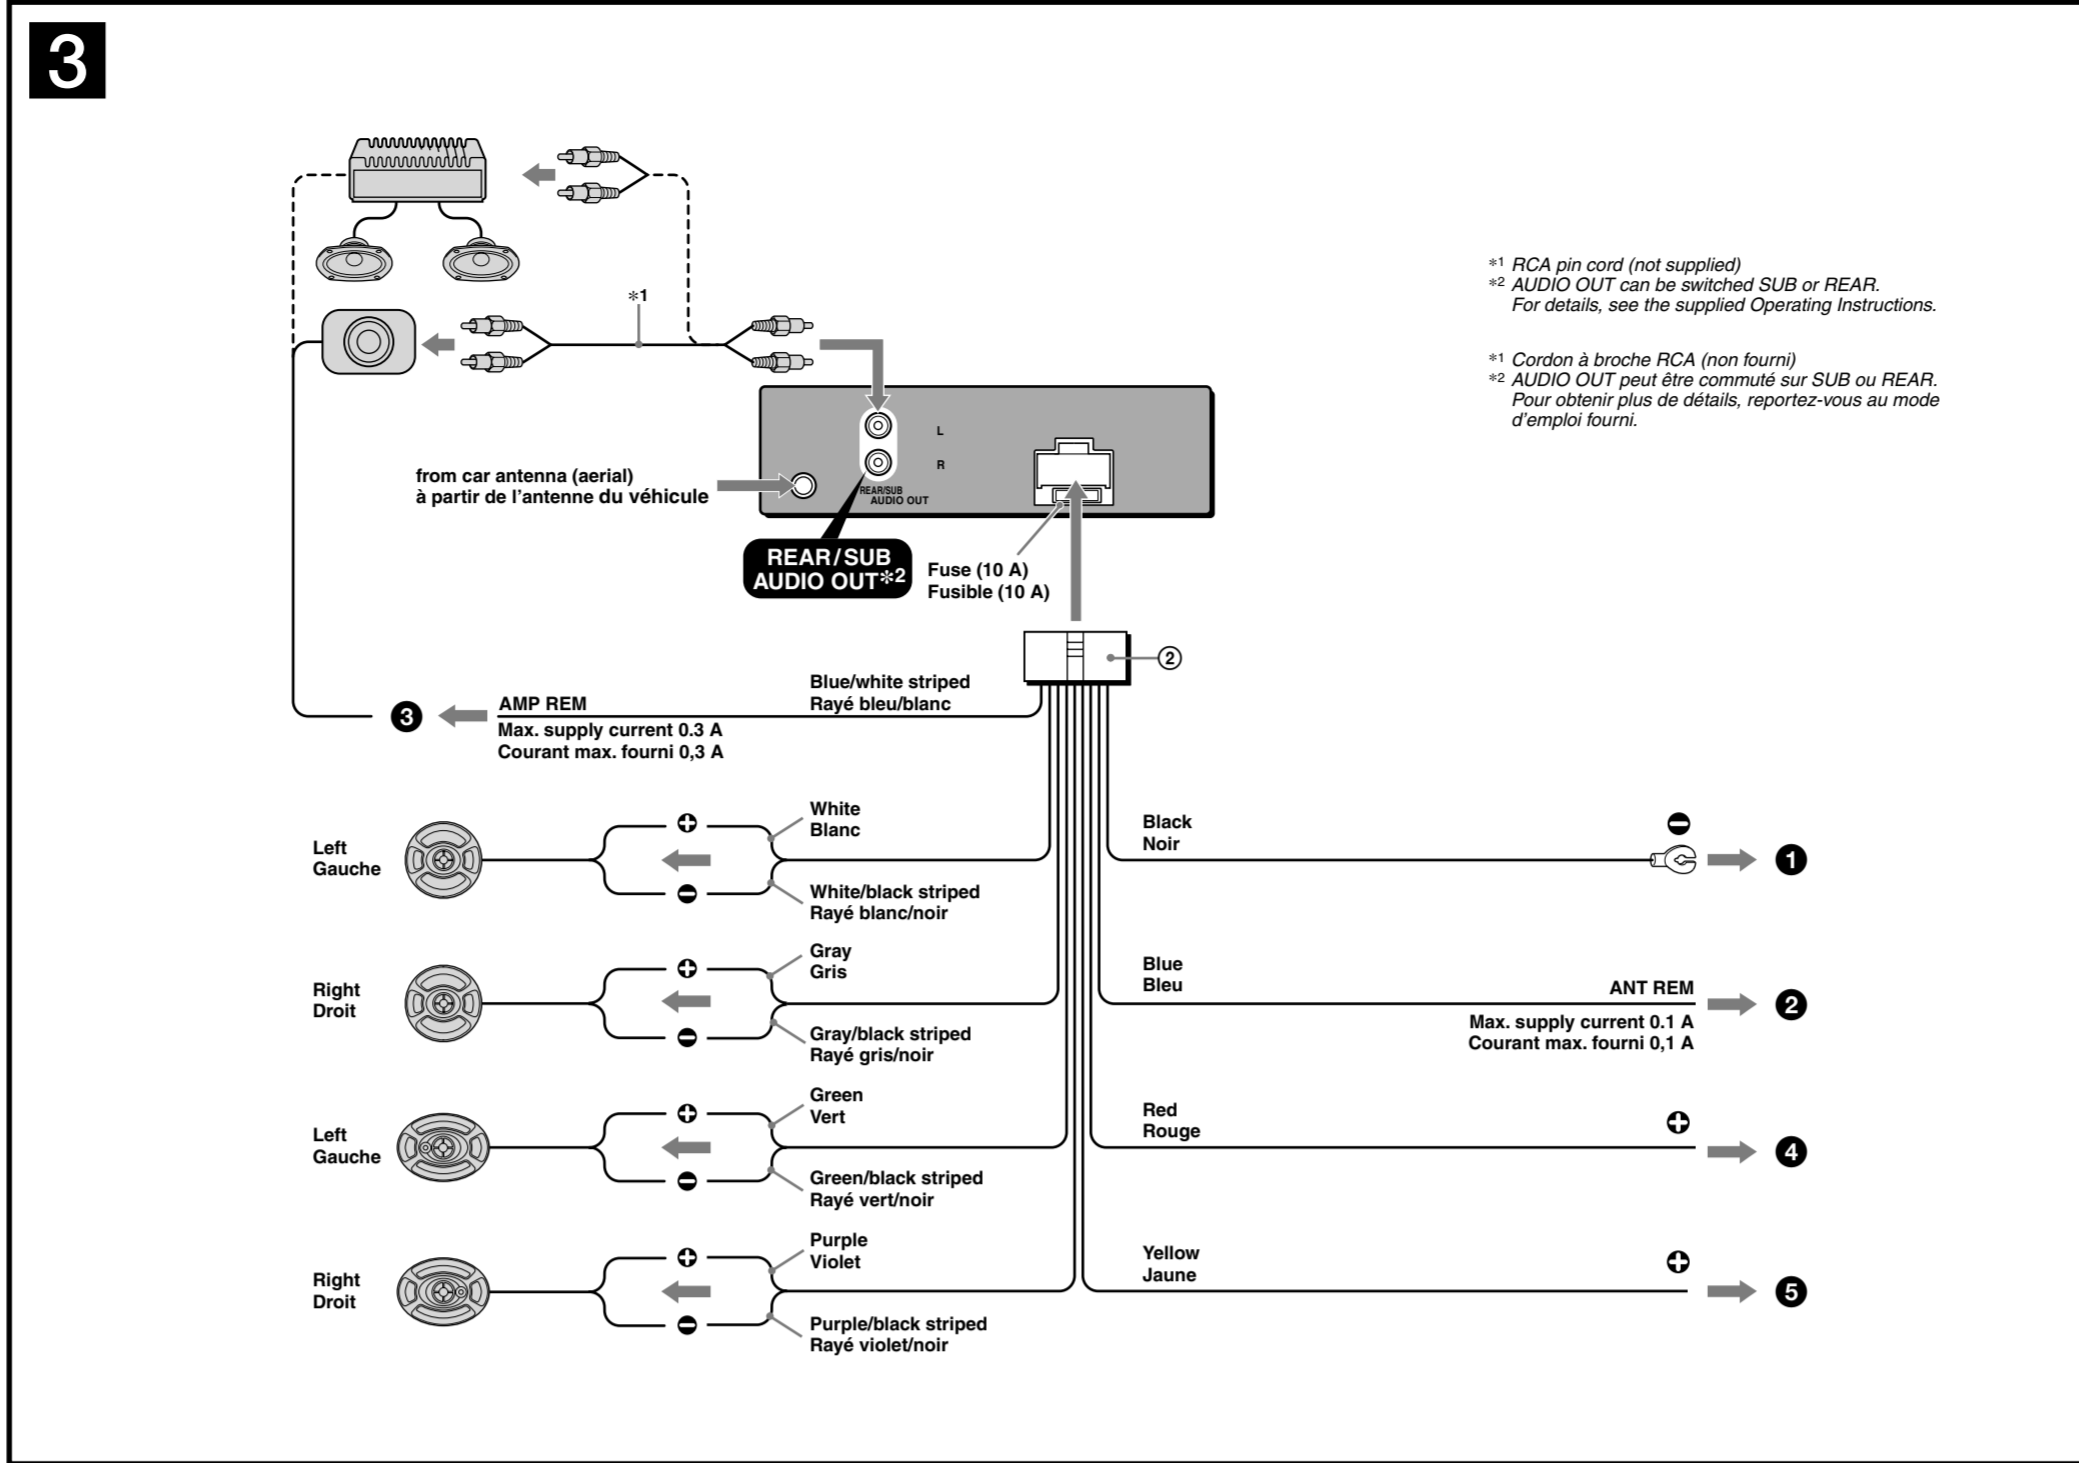 3
*1
*1 RCA pin cord (not supplied)
*2 AUDIO OUT can be switched SUB or REAR.
For details, see the supplied Operating Instructions.
*1 Cordon à broche RCA (non fourni)
*2 AUDIO OUT peut être commuté sur SUB ou REAR.
Pour obtenir plus de détails, reportez-vous au mode
d'emploi fourni.
L
R
from car antenna (aerial)
à partir de l'antenne du véhicule
REAR/SUB
AUDIO OUT
REAR/SUB
AUDIO OUT*2
Fuse (10 A)
Fusible (10 A)
②
Blue/white striped
Rayé bleu/blanc
❸
AMP REM
Max. supply current 0.3 A
Courant max. fourni 0,3 A
Left
Gauche
+
−
White
Blanc
White/black striped
Rayé blanc/noir
Black
Noir
−
❶
Right
Droit
+
−
Gray
Gris
Gray/black striped
Rayé gris/noir
Blue
Bleu
ANT REM
❷
Max. supply current 0.1 A
Courant max. fourni 0,1 A
Left
Gauche
+
−
Green
Vert
Green/black striped
Rayé vert/noir
Red
Rouge
+
❹
Right
Droit
+
−
Purple
Violet
Purple/black striped
Rayé violet/noir
Yellow
Jaune
+
❺